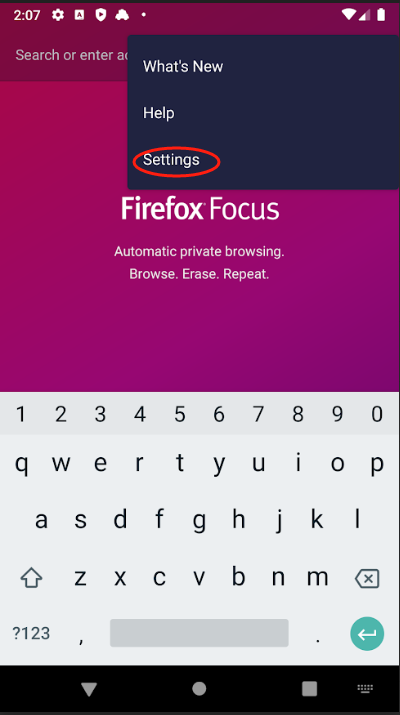 2:07
Search or enter ad
What's New
Help
Settings
Firefox Focus
Automatic private browsing.
Browse. Erase. Repeat.
1 2 3 4 5 6 7 8 9 0
q w e r t y u i o p
a s d f g h j k l
z x c v b n m
?123 , .